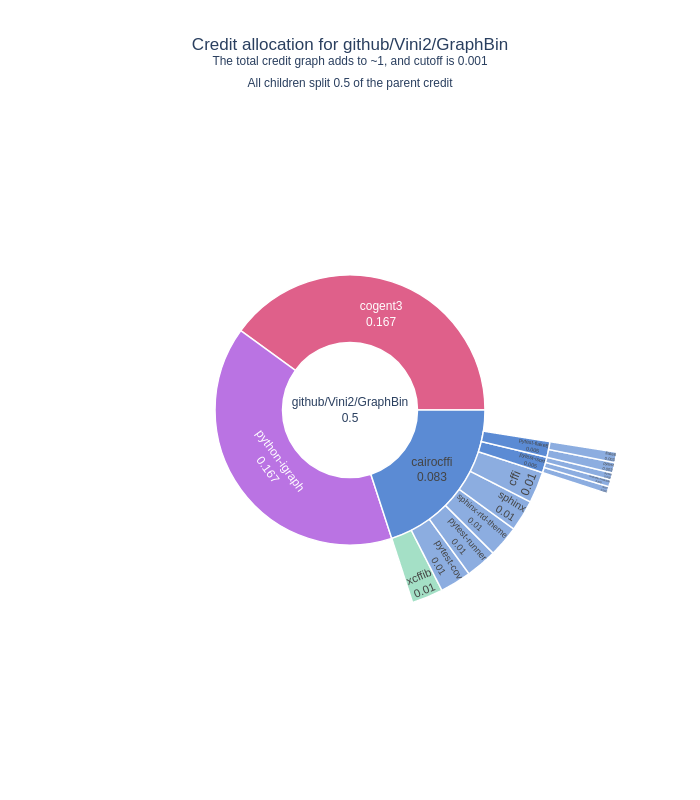 Credit allocation for github/Vini2/GraphBin
The total credit graph adds to ~1, and cutoff is 0.001
All children split 0.5 of the parent credit
cogent3
0.167
github/Vini2/GraphBin
0.5
python-igraph
0.167
cairocffi
0.083
cffi
0.01
sphinx
0.01
sphinx-rtd-theme
0.01
pytest-runner
0.01
pytest-cov
0.01
xcffib
0.01